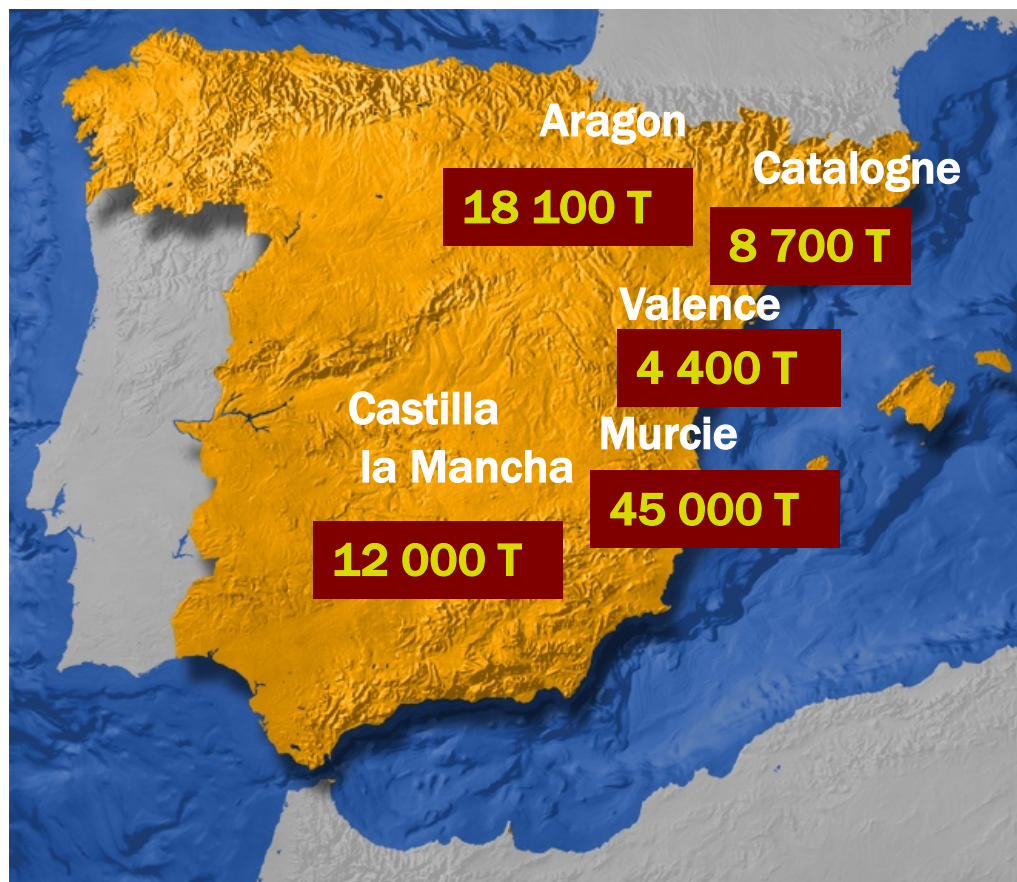 Aragon
18 100 T
Catalogne
8 700 T
Valence
4 400 T
Castilla
la Mancha
12 000 T
Murcie
45 000 T